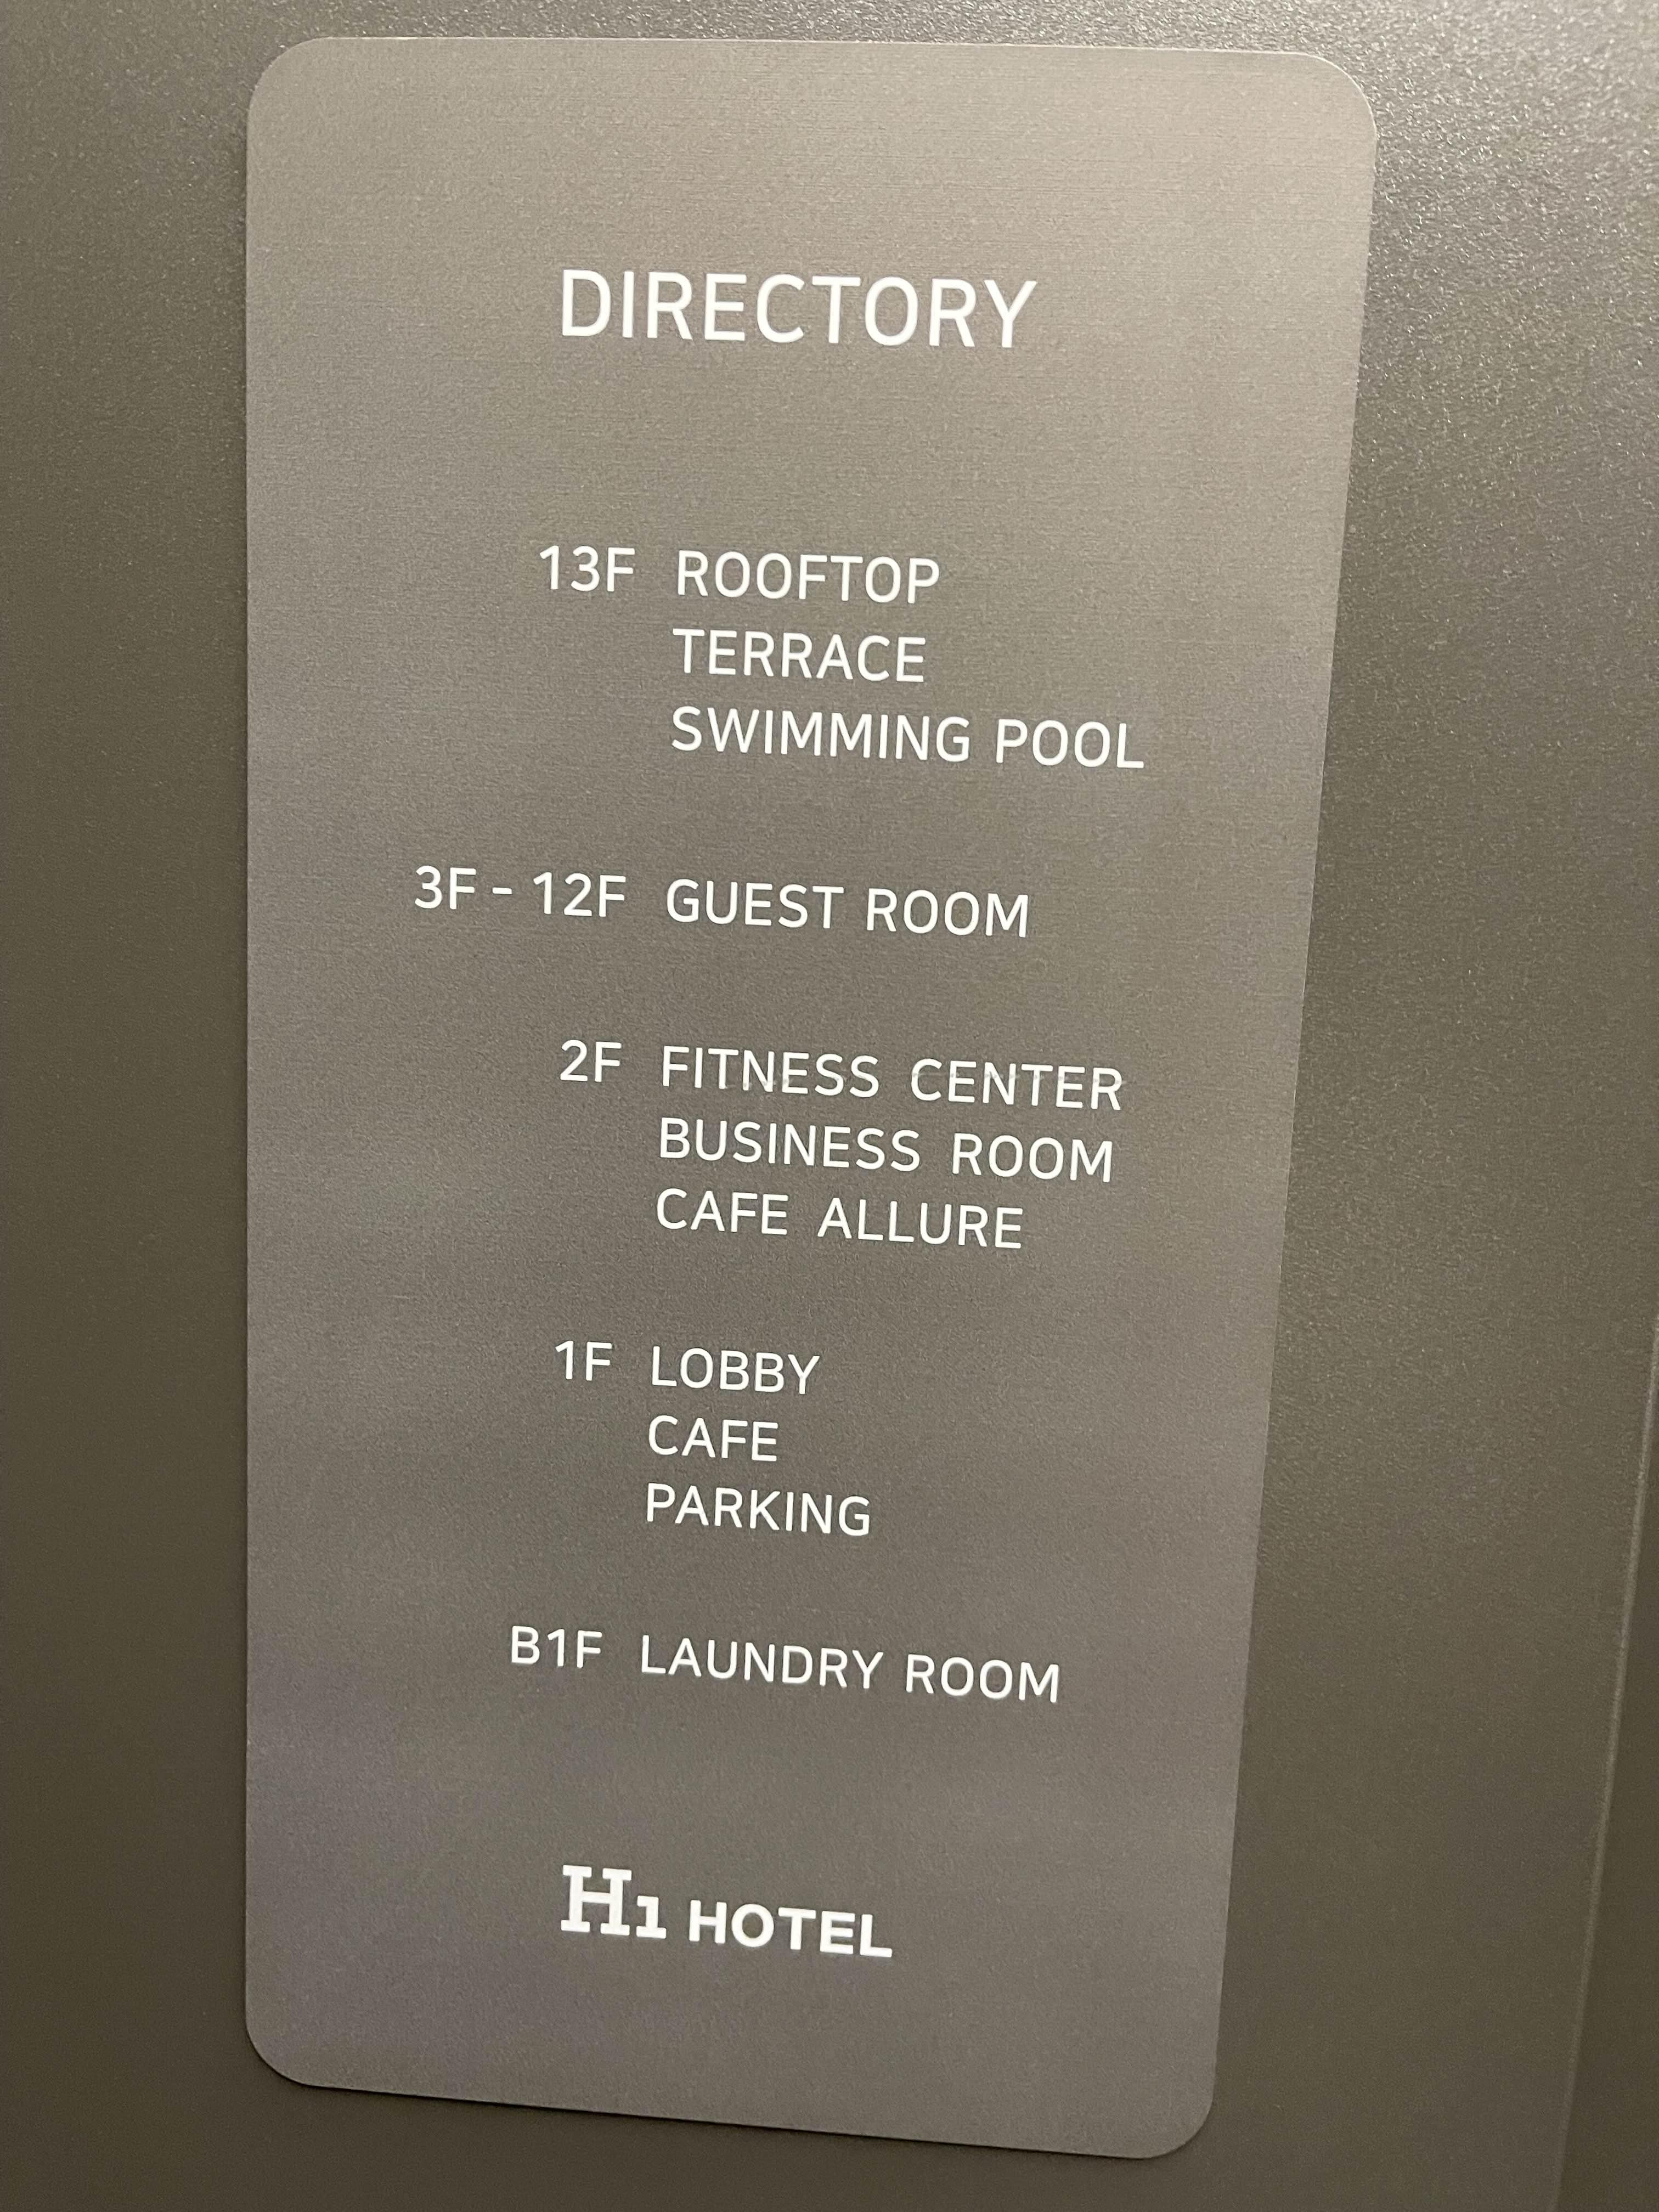 DIRECTORY
13F ROOFTOP
TERRACE
SWIMMING POOL
3F - 12F GUEST ROOM
2F FITNESS CENTER
BUSINESS ROOM
CAFE ALLURE
1F LOBBY
CAFE
PARKING
B1F LAUNDRY ROOM
H1 HOTEL